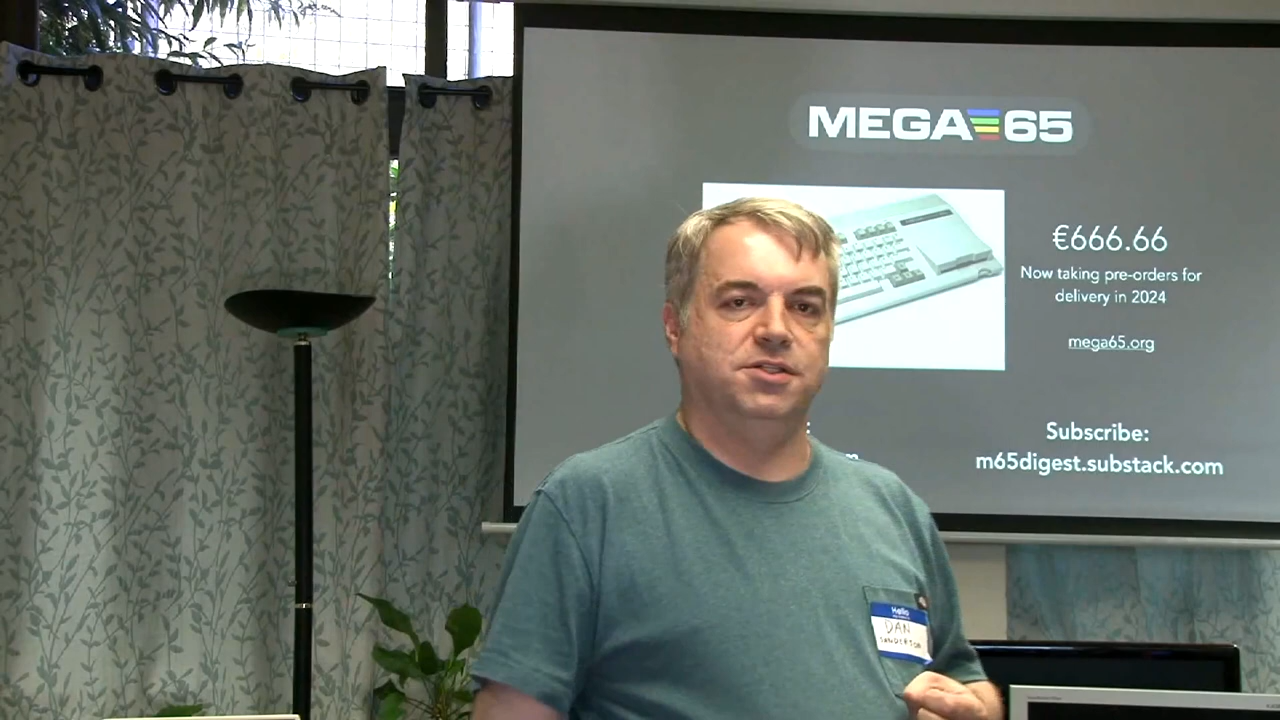 MEGA65
€666.66
Now taking pre-orders for
delivery in 2024
mega65.org
Subscribe:
m65digest.substack.com
Hello
DAN